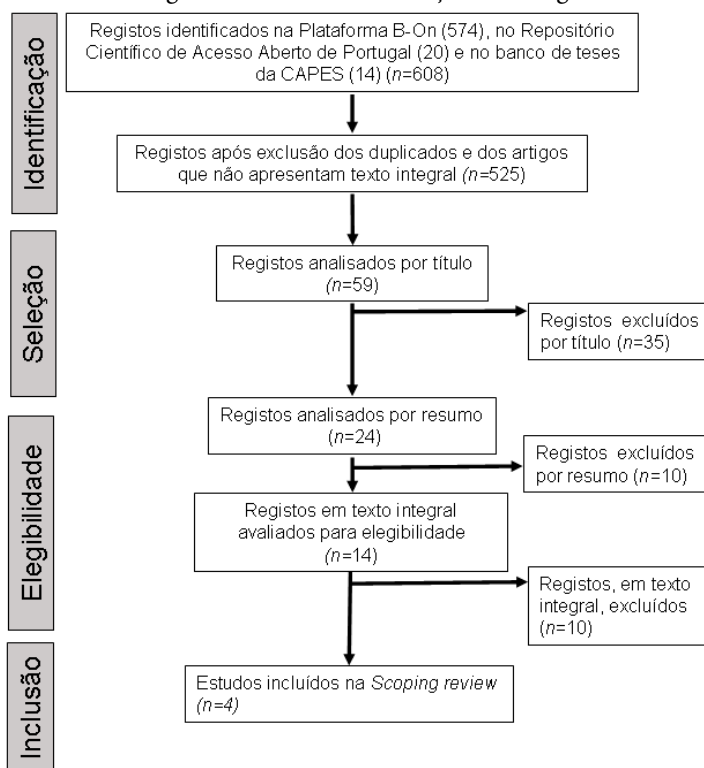 Identificação
Registos identificados na Plataforma B-On (574), no Repositório
Científico de Acesso Aberto de Portugal (20) e no banco de teses
da CAPES (14) (n=608)
Registos após exclusão dos duplicados e dos artigos
que não apresentam texto integral (n=525)
Seleção
Registos analisados por título
(n=59)
Registos excluídos
por título (n=35)
Registos analisados por resumo
(n=24)
Elegibilidade
Registos excluídos
por resumo (n=10)
Registos em texto integral
avaliados para elegibilidade
(n=14)
Registos, em texto
integral, excluídos
(n=10)
Inclusão
Estudos incluídos na Scoping review
(n=4)